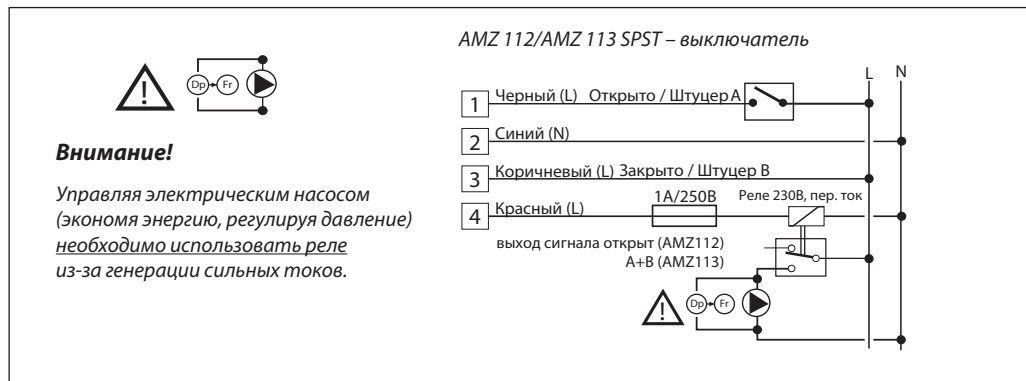 Dp Fr
Внимание!
Управляя электрическим насосом
(экономя энергию, регулируя давление)
необходимо использовать реле
из-за генерации сильных токов.
AMZ 112/AMZ 113 SPST – выключатель
L N
1 Черный (L) Открыто / Штуцер A
2 Синий (N)
3 Коричневый (L) Закрыто / Штуцер B
4 Красный (L) 1A/250В Реле 230В, пер. ток
выход сигнала открыт (AMZ112)
A+B (AMZ113)
Dp Fr